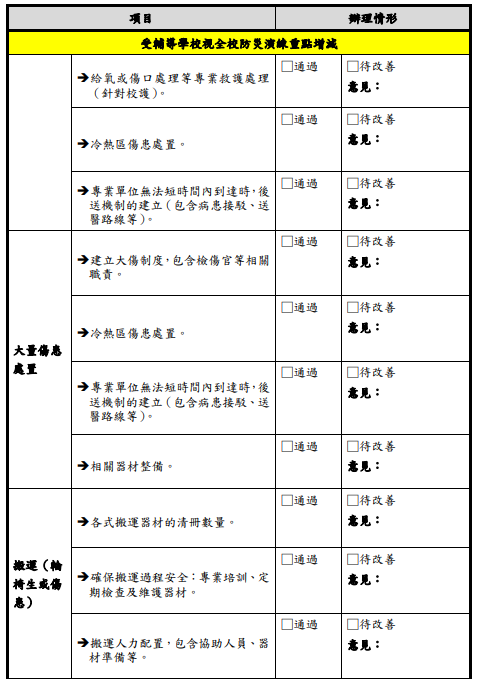 項目 辦理情形
受輔導學校視全校防災演練重點增減
➔給氧或傷口處理等專業救護處理
（針對校護）。
□通過 □待改善
意見：
➔冷熱區傷患處置。
□通過 □待改善
意見：
➔專業單位無法短時間內到達時，後
送機制的建立（包含病患接駁、送
醫路線等）。
□通過 □待改善
意見：
大量傷患
處置
➔建立大傷制度，包含檢傷官等相關
職責。
□通過 □待改善
意見：
➔冷熱區傷患處置。
□通過 □待改善
意見：
➔專業單位無法短時間內到達時，後
送機制的建立（包含病患接駁、送
醫路線等）。
□通過 □待改善
意見：
➔相關器材整備。
□通過 □待改善
意見：
搬運（輪
椅生或傷
患）
➔各式搬運器材的清冊數量。
□通過 □待改善
意見：
➔確保搬運過程安全：專業培訓、定
期檢查及維護器材。
□通過 □待改善
意見：
➔搬運人力配置，包含協助人員、器
材準備等。
□通過 □待改善
意見：